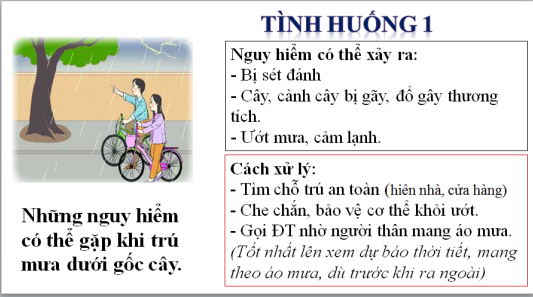 TÌNH HUỐNG 1
Những nguy hiểm
có thể gặp khi trú
mưa dưới gốc cây.
Nguy hiểm có thể xảy ra:
- Bị sét đánh
- Cây, cành cây bị gãy, đổ gây thương
tích.
- Ướt mưa, cảm lạnh.
Cách xử lý:
- Tìm chỗ trú an toàn (hiên nhà, cửa hàng)
- Che chắn, bảo vệ cơ thể khỏi ướt.
- Gọi ĐT nhờ người thân mang áo mưa.
(Tốt nhất lên xem dự báo thời tiết, mang
theo áo mưa, dù trước khi ra ngoài)